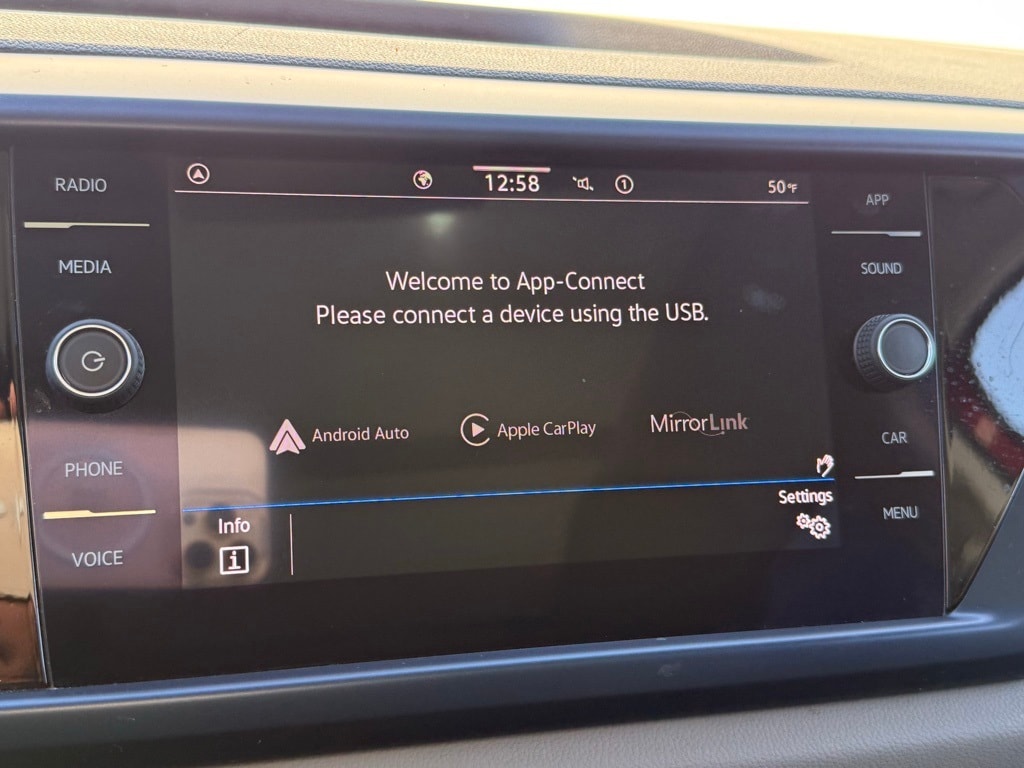 RADIO
MEDIA
PHONE
VOICE
12:58
1
50°F
Welcome to App-Connect
Please connect a device using the USB.
Android Auto
Apple CarPlay
MirrorLink
Settings
Info
i
APP
SOUND
CAR
MENU